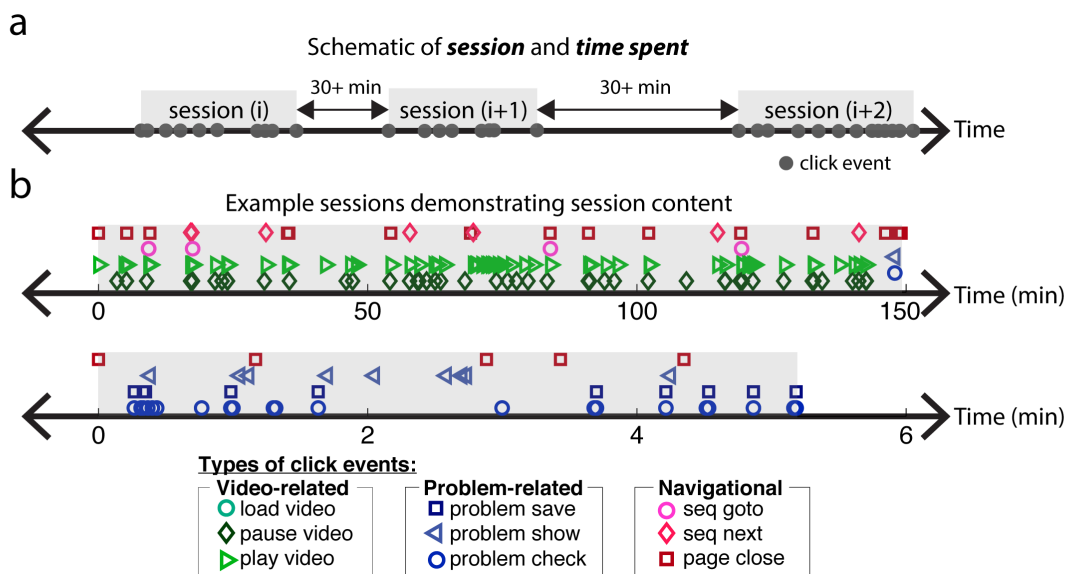 a
Schematic of session and time spent
30+ min
30+ min
session (i)
session (i+1)
session (i+2)
Time
click event
b
Example sessions demonstrating session content
0
50
100
150
Time (min)
0
2
4
6
Time (min)
Types of click events:
Video-related
load video
pause video
play video
Problem-related
problem save
problem show
problem check
Navigational
seq goto
seq next
page close